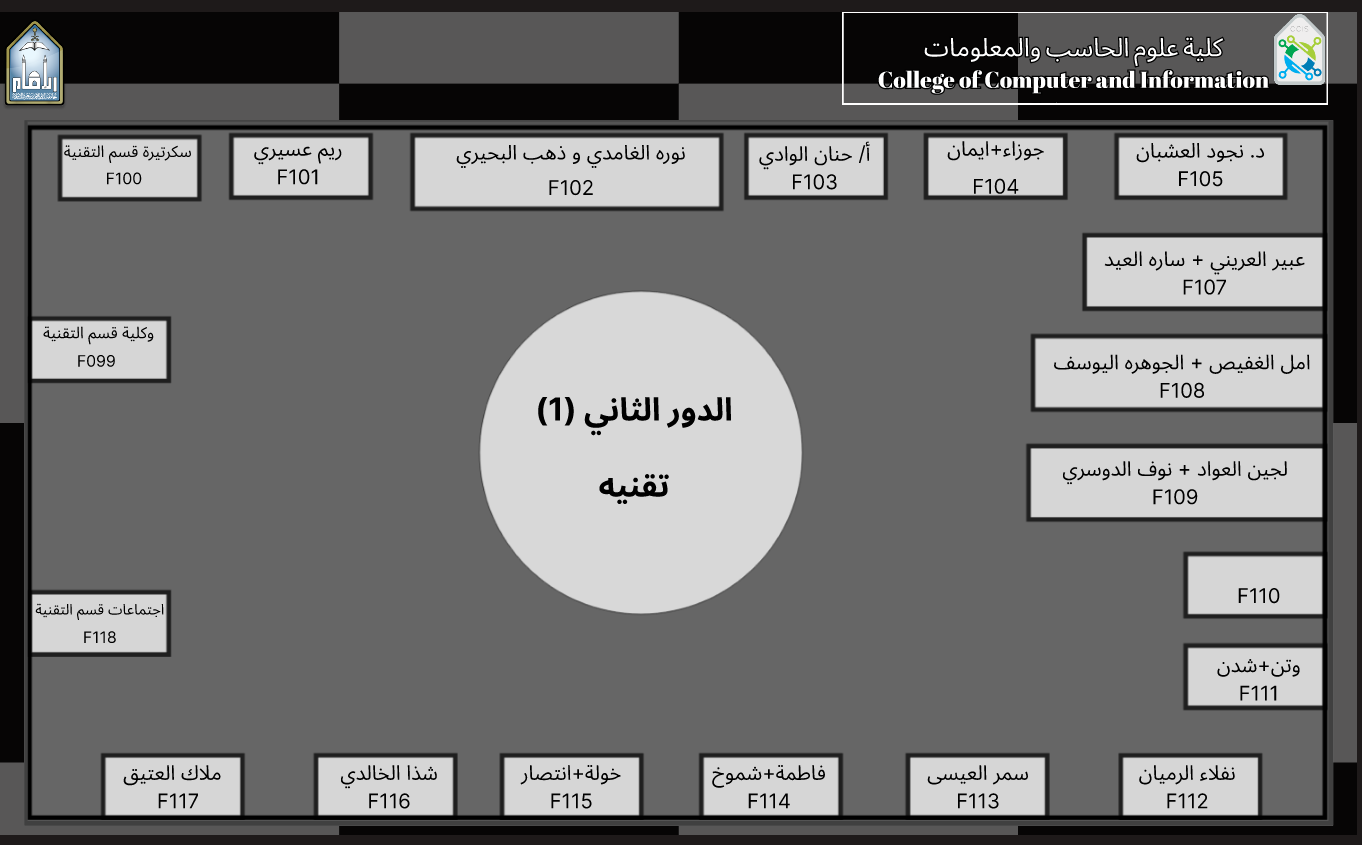 كلية علوم الحاسب والمعلومات
College of Computer and Information
CCIS
سكرتيرة قسم التقنية
F100
ريم عسيري
F101
نوره الغامدي و ذهب البحيري
F102
أ/ حنان الوادي
F103
جوزاء+ايمان
F104
د. نجود العشبان
F105
عبير العريني + ساره العيد
F107
وكلية قسم التقنية
F099
امل الغفيص + الجوهره اليوسف
F108
الدور الثاني (1)
تقنيه
لجين العواد + نوف الدوسري
F109
F110
اجتماعات قسم التقنية
F118
وتن+شدن
F111
ملاك العتيق
F117
شذا الخالدي
F116
خولة+انتصار
F115
فاطمة+شموخ
F114
سمر العيسى
F113
نفلاء الرميان
F112